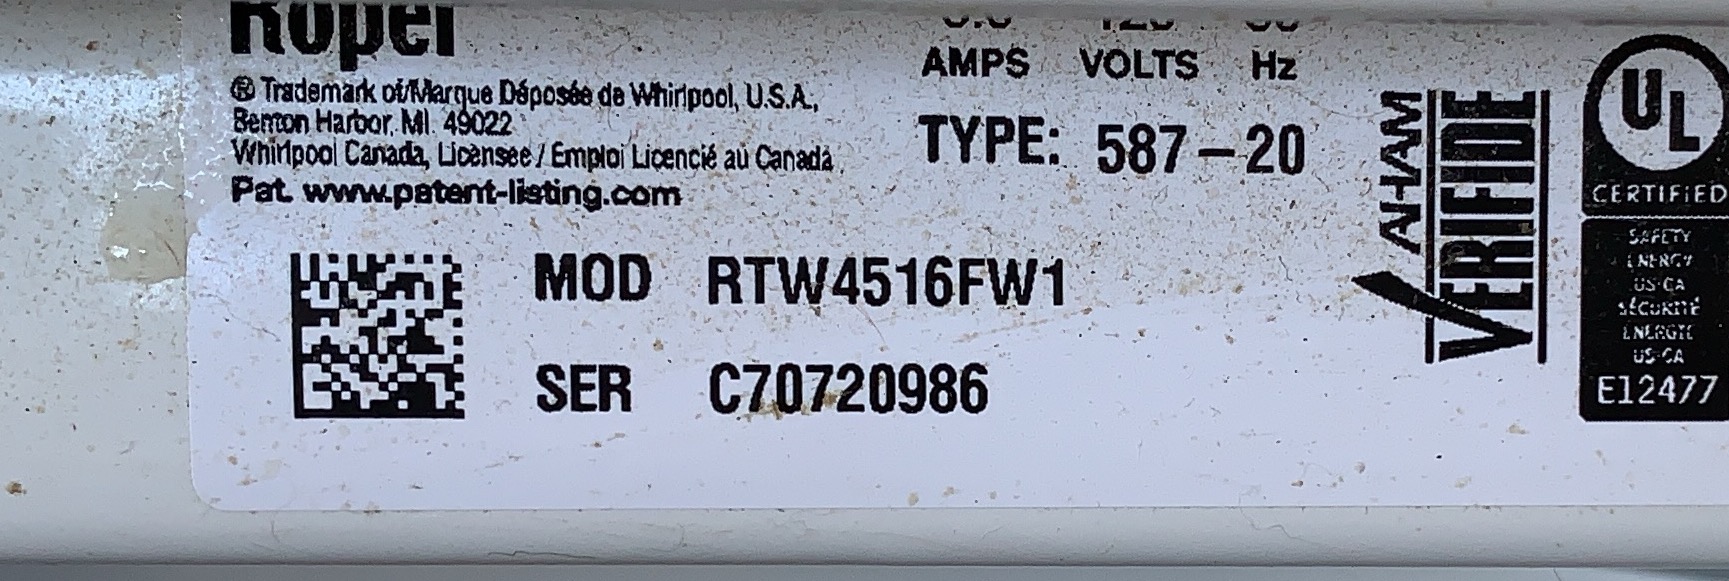 Roper
® Trademark of/Marque Déposée de Whirlpool, U.S.A.,
Benton Harbor, MI. 49022
Whirlpool Canada, Licensee / Emploi Licencié au Canada
Pat. www.patent-listing.com
AMPS VOLTS Hz
TYPE: 587-20
MOD RTW4516FW1
SER C70720986
AHAM
VERIFIDE
UL
CERTIFIED
SAFETY
ENERGY
US-CA
SÉCURITÉ
ÉNERGIE
US-CA
E12477